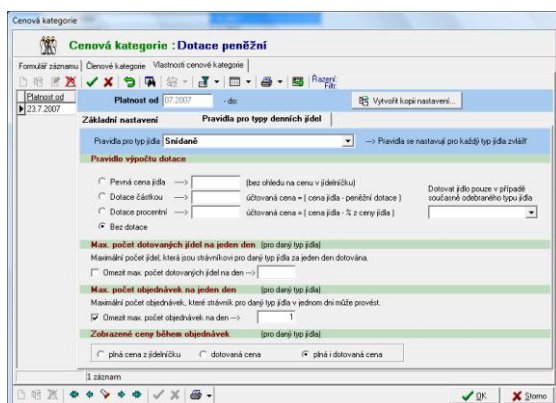 Cenová kategorie
Cenová kategorie : Dotace peněžní
Formulář záznamu Členové kategorie Vlastnosti cenové kategorie
Řazení:
Filtr:
Platnost od
23.7.2007
Platnost od 07.2007 - do: Vytvořit kopii nastavení...
Základní nastavení Pravidla pro typy denních jídel
Pravidla pro typ jídla Snídaně ---> Pravidla se nastavují pro každý typ jídla zvlášť
Pravidlo výpočtu dotace
Pevná cena jídla ---> (bez ohledu na cenu v jídelníčku)
Dotace částkou ---> účtovaná cena = ( cena jídla - peněžní dotace )
Dotace procentní ---> účtovaná cena = ( cena jídla - % z ceny jídla )
Bez dotace
Dotovat jídlo pouze v případě
současně odebraného typu jídla
Max. počet dotovaných jídel na jeden den (pro daný typ jídla)
Maximální počet jídel, která jsou strávníkovi pro daný typ jídla za jeden den dotována.
Omezit max. počet dotovaných jídel na den --->
Max. počet objednávek na jeden den (pro daný typ jídla)
Maximální počet objednávek, které strávník pro daný typ jídla v jednom dni může provést.
Omezit max. počet objednávek na den ---> 1
Zobrazené ceny během objednávek (pro daný typ jídla)
plná cena z jídelníčku dotovaná cena plná i dotovaná cena
1 záznam
OK Storno